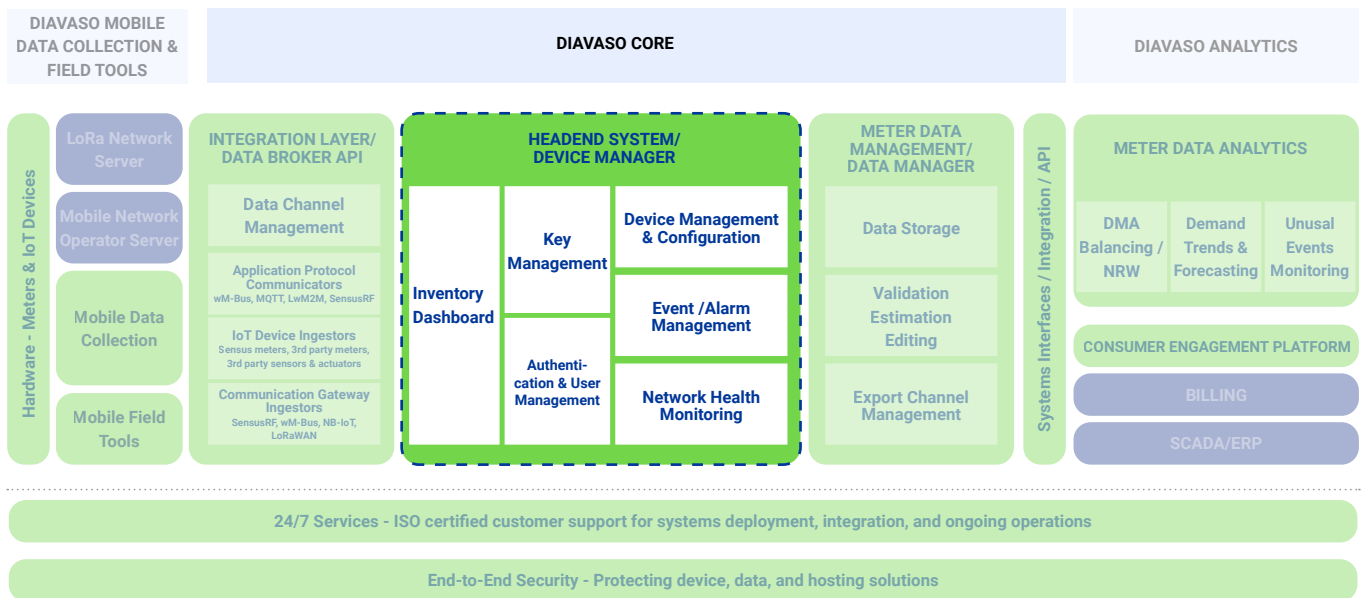 DIAVASO MOBILE
DATA COLLECTION &
FIELD TOOLS
DIAVASO CORE
DIAVASO ANALYTICS
Hardware - Meters & IoT Devices
LoRa Network
Server
Mobile Network
Operator Server
Mobile Data
Collection
Mobile Field
Tools
INTEGRATION LAYER/
DATA BROKER API
Data Channel
Management
Application Protocol
Communicators
wM-Bus, MQTT, LwM2M, SensusRF
IoT Device Ingestors
Sensus meters, 3rd party meters,
3rd party sensors & actuators
Communication Gateway
Ingestors
SensusRF, wM-Bus, NB-IoT,
LoRaWAN
HEADEND SYSTEM/
DEVICE MANAGER
Inventory
Dashboard
Key
Management
Authenti-
cation & User
Management
Device Management
& Configuration
Event /Alarm
Management
Network Health
Monitoring
METER DATA
MANAGEMENT/
DATA MANAGER
Data Storage
Validation
Estimation
Editing
Export Channel
Management
Systems Interfaces / Integration / API
METER DATA ANALYTICS
DMA
Balancing /
NRW
Demand
Trends &
Forecasting
Unusal
Events
Monitoring
CONSUMER ENGAGEMENT PLATFORM
BILLING
SCADA/ERP
24/7 Services - ISO certified customer support for systems deployment, integration, and ongoing operations
End-to-End Security - Protecting device, data, and hosting solutions